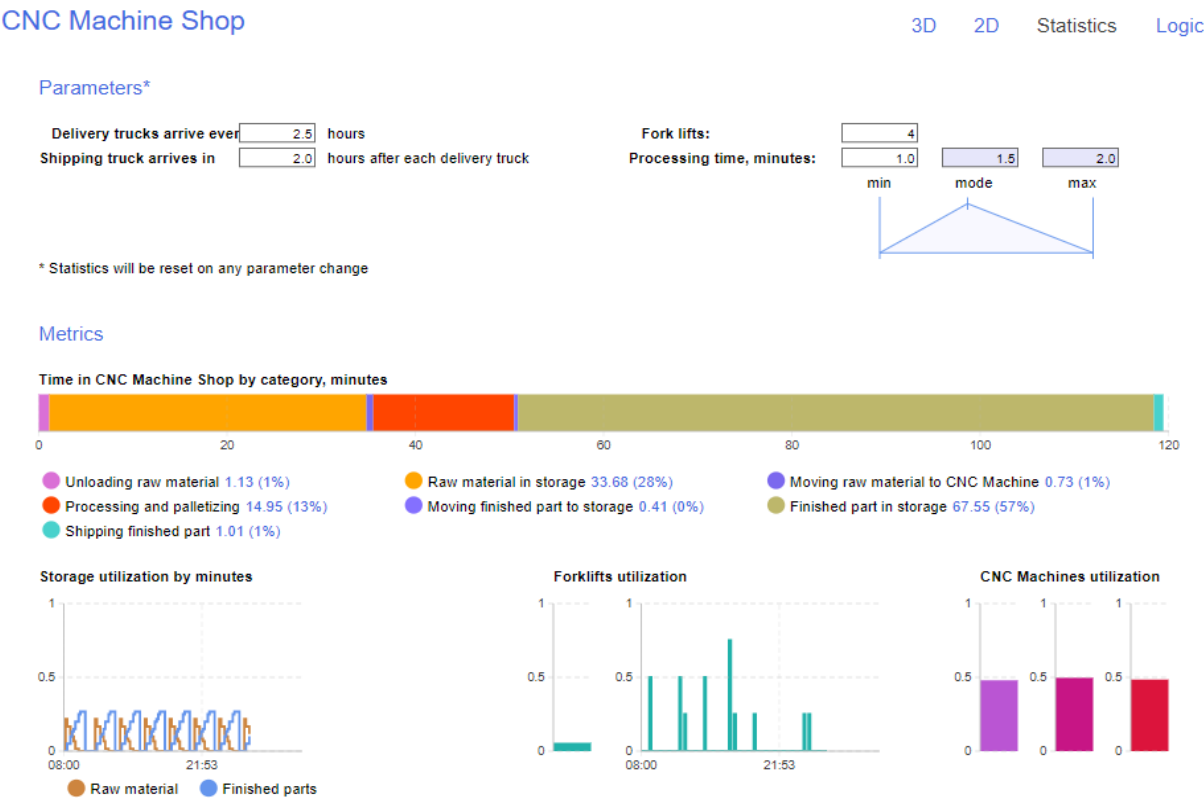 CNC Machine Shop
3D 2D Statistics Logic
Parameters*
Delivery trucks arrive ever 2.5 hours
Fork lifts: 4
Shipping truck arrives in 2.0 hours after each delivery truck
Processing time, minutes: 1.0 1.5 2.0
min mode max
* Statistics will be reset on any parameter change
Metrics
Time in CNC Machine Shop by category, minutes
0 20 40 60 80 100 120
Unloading raw material 1.13 (1%) Raw material in storage 33.68 (28%) Moving raw material to CNC Machine 0.73 (1%)
Processing and palletizing 14.95 (13%) Moving finished part to storage 0.41 (0%) Finished part in storage 67.55 (57%)
Shipping finished part 1.01 (1%)
Storage utilization by minutes
1
0.5
0
08:00 21:53
Raw material Finished parts
Forklifts utilization
1 1
0.5 0.5
0 0
08:00 21:53
CNC Machines utilization
1 1 1
0.5 0.5 0.5
0 0 0